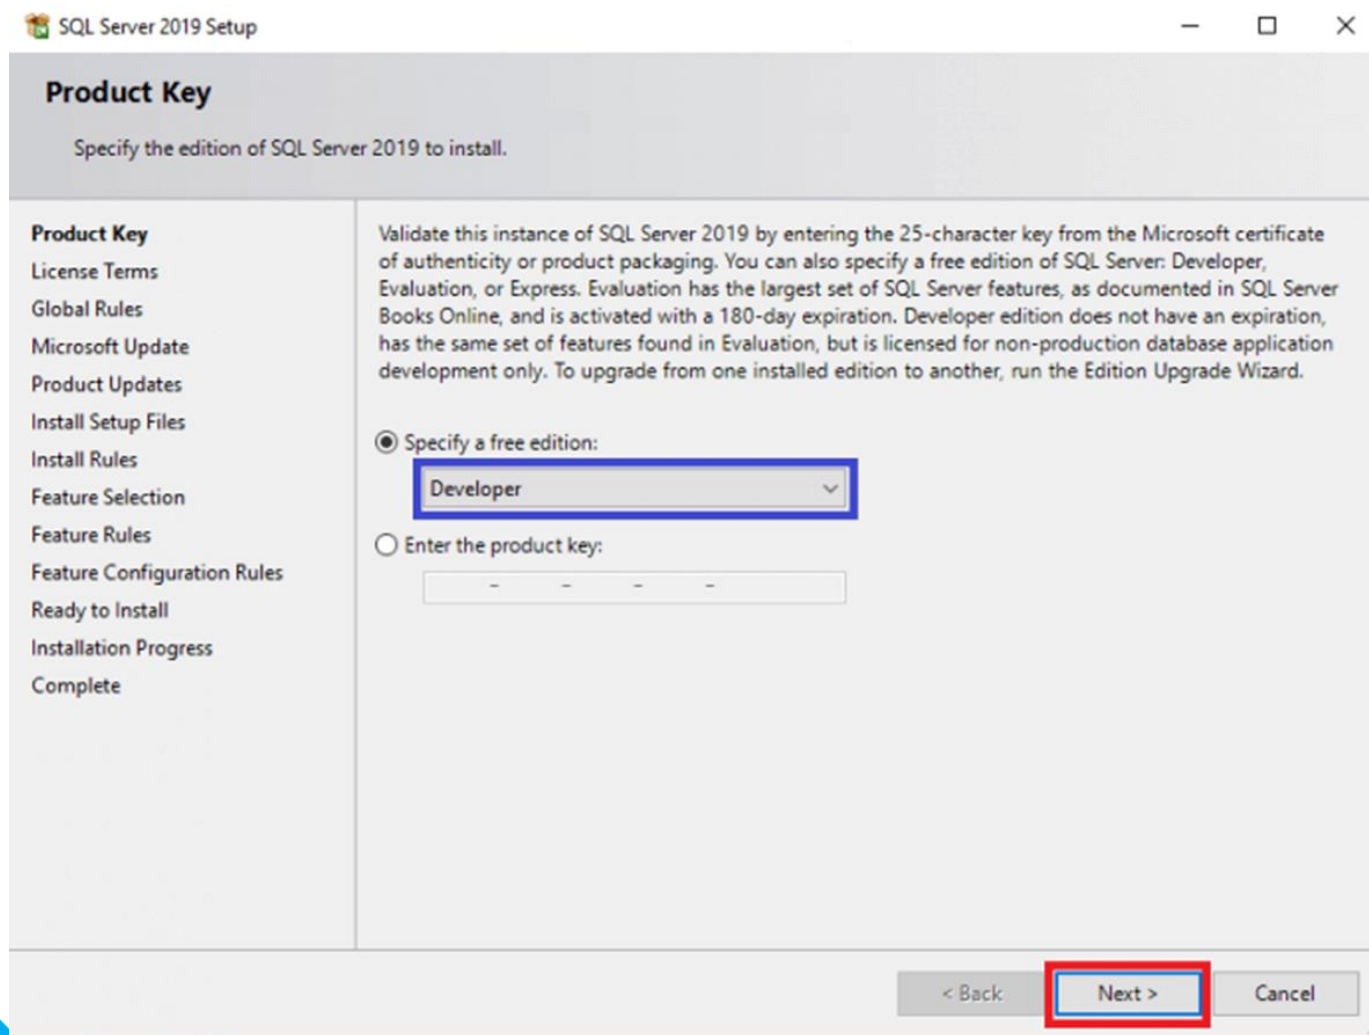 SQL Server 2019 Setup
Product Key
Specify the edition of SQL Server 2019 to install.
Product Key
License Terms
Global Rules
Microsoft Update
Product Updates
Install Setup Files
Install Rules
Feature Selection
Feature Rules
Feature Configuration Rules
Ready to Install
Installation Progress
Complete
Validate this instance of SQL Server 2019 by entering the 25-character key from the Microsoft certificate
of authenticity or product packaging. You can also specify a free edition of SQL Server: Developer,
Evaluation, or Express. Evaluation has the largest set of SQL Server features, as documented in SQL Server
Books Online, and is activated with a 180-day expiration. Developer edition does not have an expiration,
has the same set of features found in Evaluation, but is licensed for non-production database application
development only. To upgrade from one installed edition to another, run the Edition Upgrade Wizard.
Specify a free edition:
Developer
Enter the product key:
- - - -
< Back
Next >
Cancel